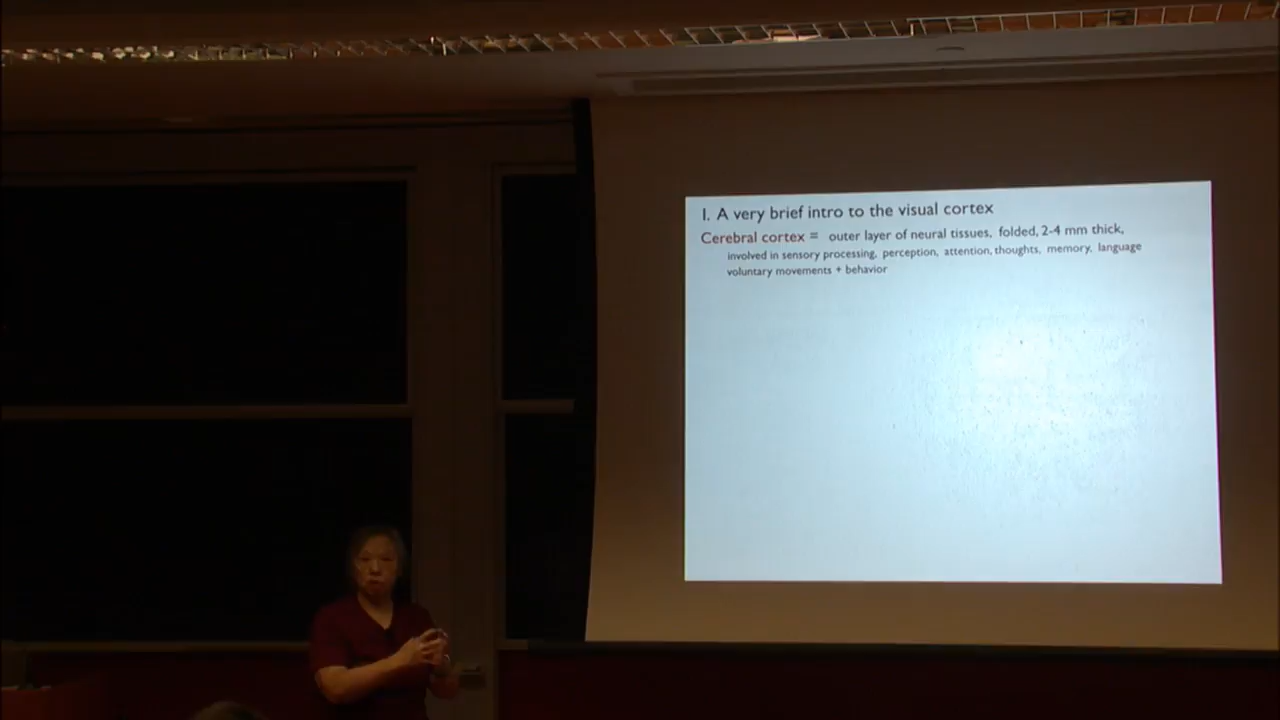 I. A very brief intro to the visual cortex
Cerebral cortex = outer layer of neural tissues, folded, 2-4 mm thick,
involved in sensory processing, perception, attention, thoughts, memory, language
voluntary movements + behavior